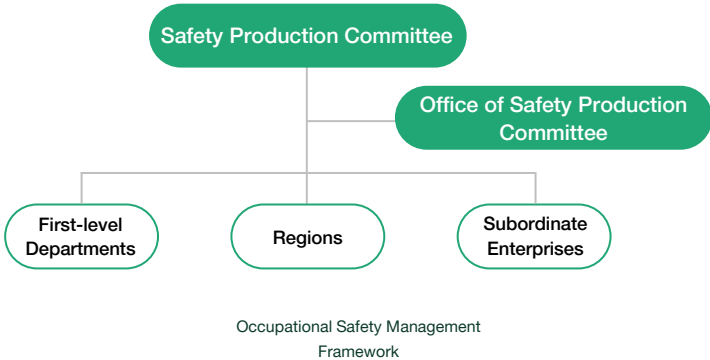 Safety Production Committee
Office of Safety Production
Committee
First-level
Departments
Regions
Subordinate
Enterprises
Occupational Safety Management
Framework